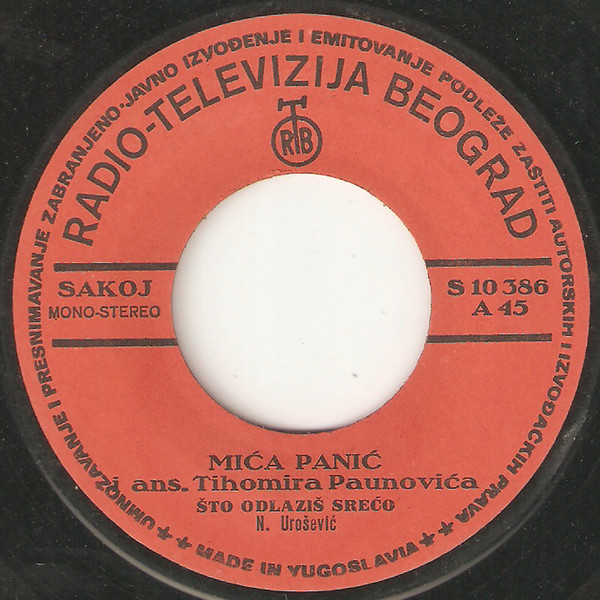 UMNOŽAVANJE I PRESNIMAVANJE ZABRANJENO·JAVNO IZVOĐENJE I EMITOVANJE PODLEŽE ZAŠTITI AUTORSKIH I IZVOĐAČKIH PRAVA
RADIO-TELEVIZIJA BEOGRAD
RTB
SAKOJ
MONO-STEREO
S 10 386
A 45
MIĆA PANIĆ
i ans. Tihomira Paunovića
ŠTO ODLAZIŠ SREĆO
N. Urošević
★ ★ MADE IN YUGOSLAVIA ★ ★